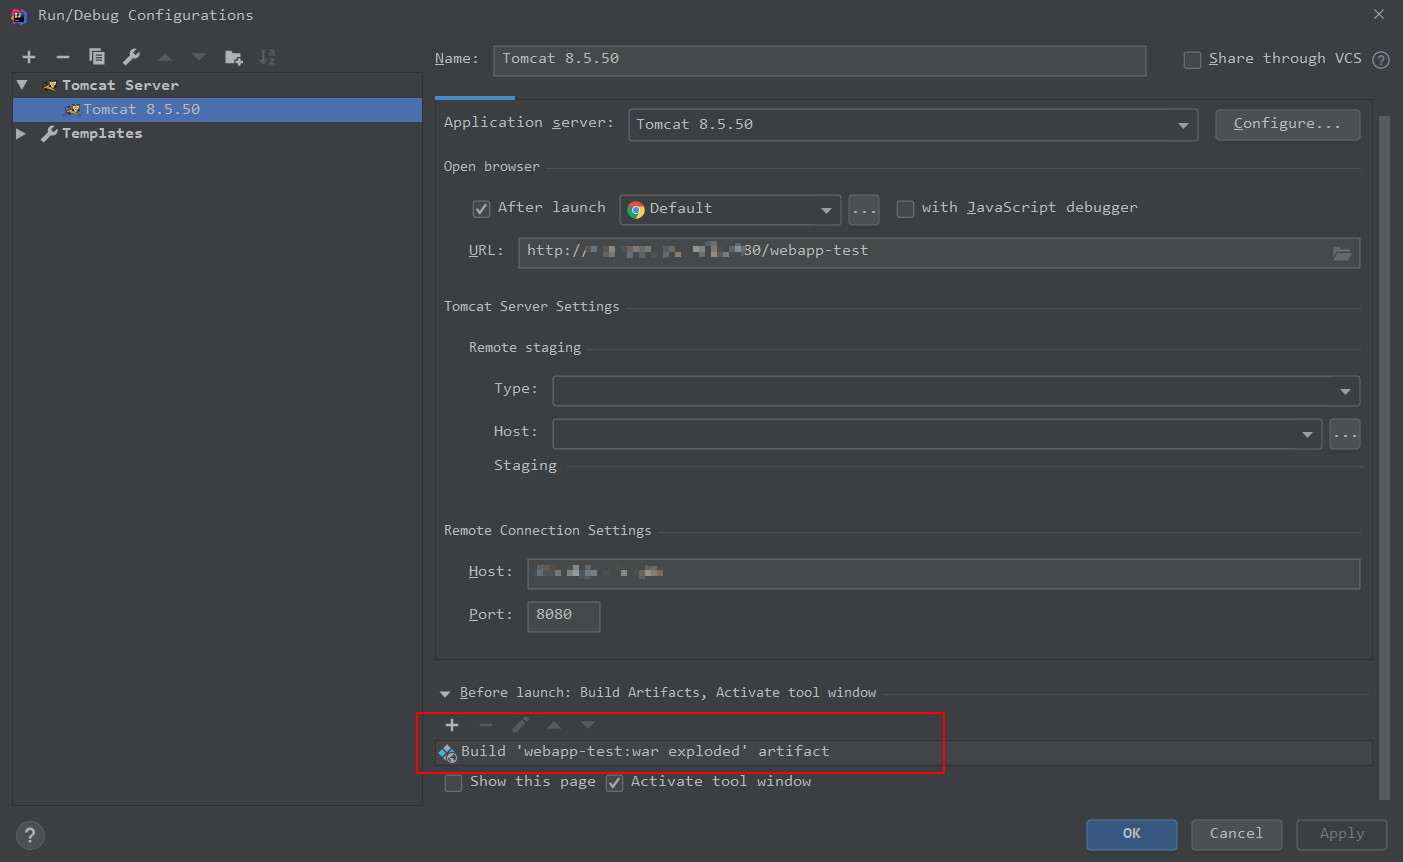 Run/Debug Configurations
Name: Tomcat 8.5.50
Share through VCS ?
Tomcat Server
Tomcat 8.5.50
Templates
Application server: Tomcat 8.5.50 Configure...
Open browser
After launch Default ... with JavaScript debugger
URL: http:// 80/webapp-test
Tomcat Server Settings
Remote staging
Type:
Host: ...
Staging
Remote Connection Settings
Host:
Port: 8080
Before launch: Build Artifacts, Activate tool window
Build 'webapp-test:war exploded' artifact
Show this page Activate tool window
? OK Cancel Apply